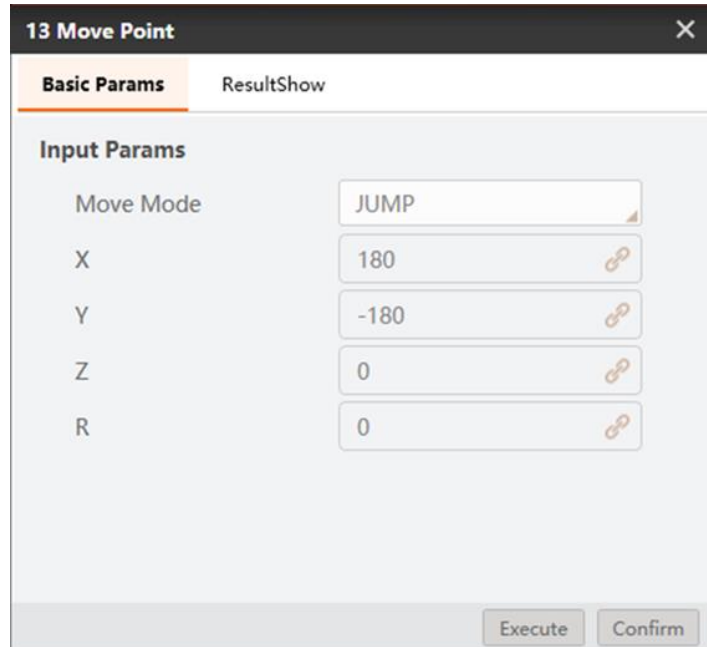 13 Move Point
Basic Params ResultShow
Input Params
Move Mode JUMP
X 180
Y -180
Z 0
R 0
Execute Confirm